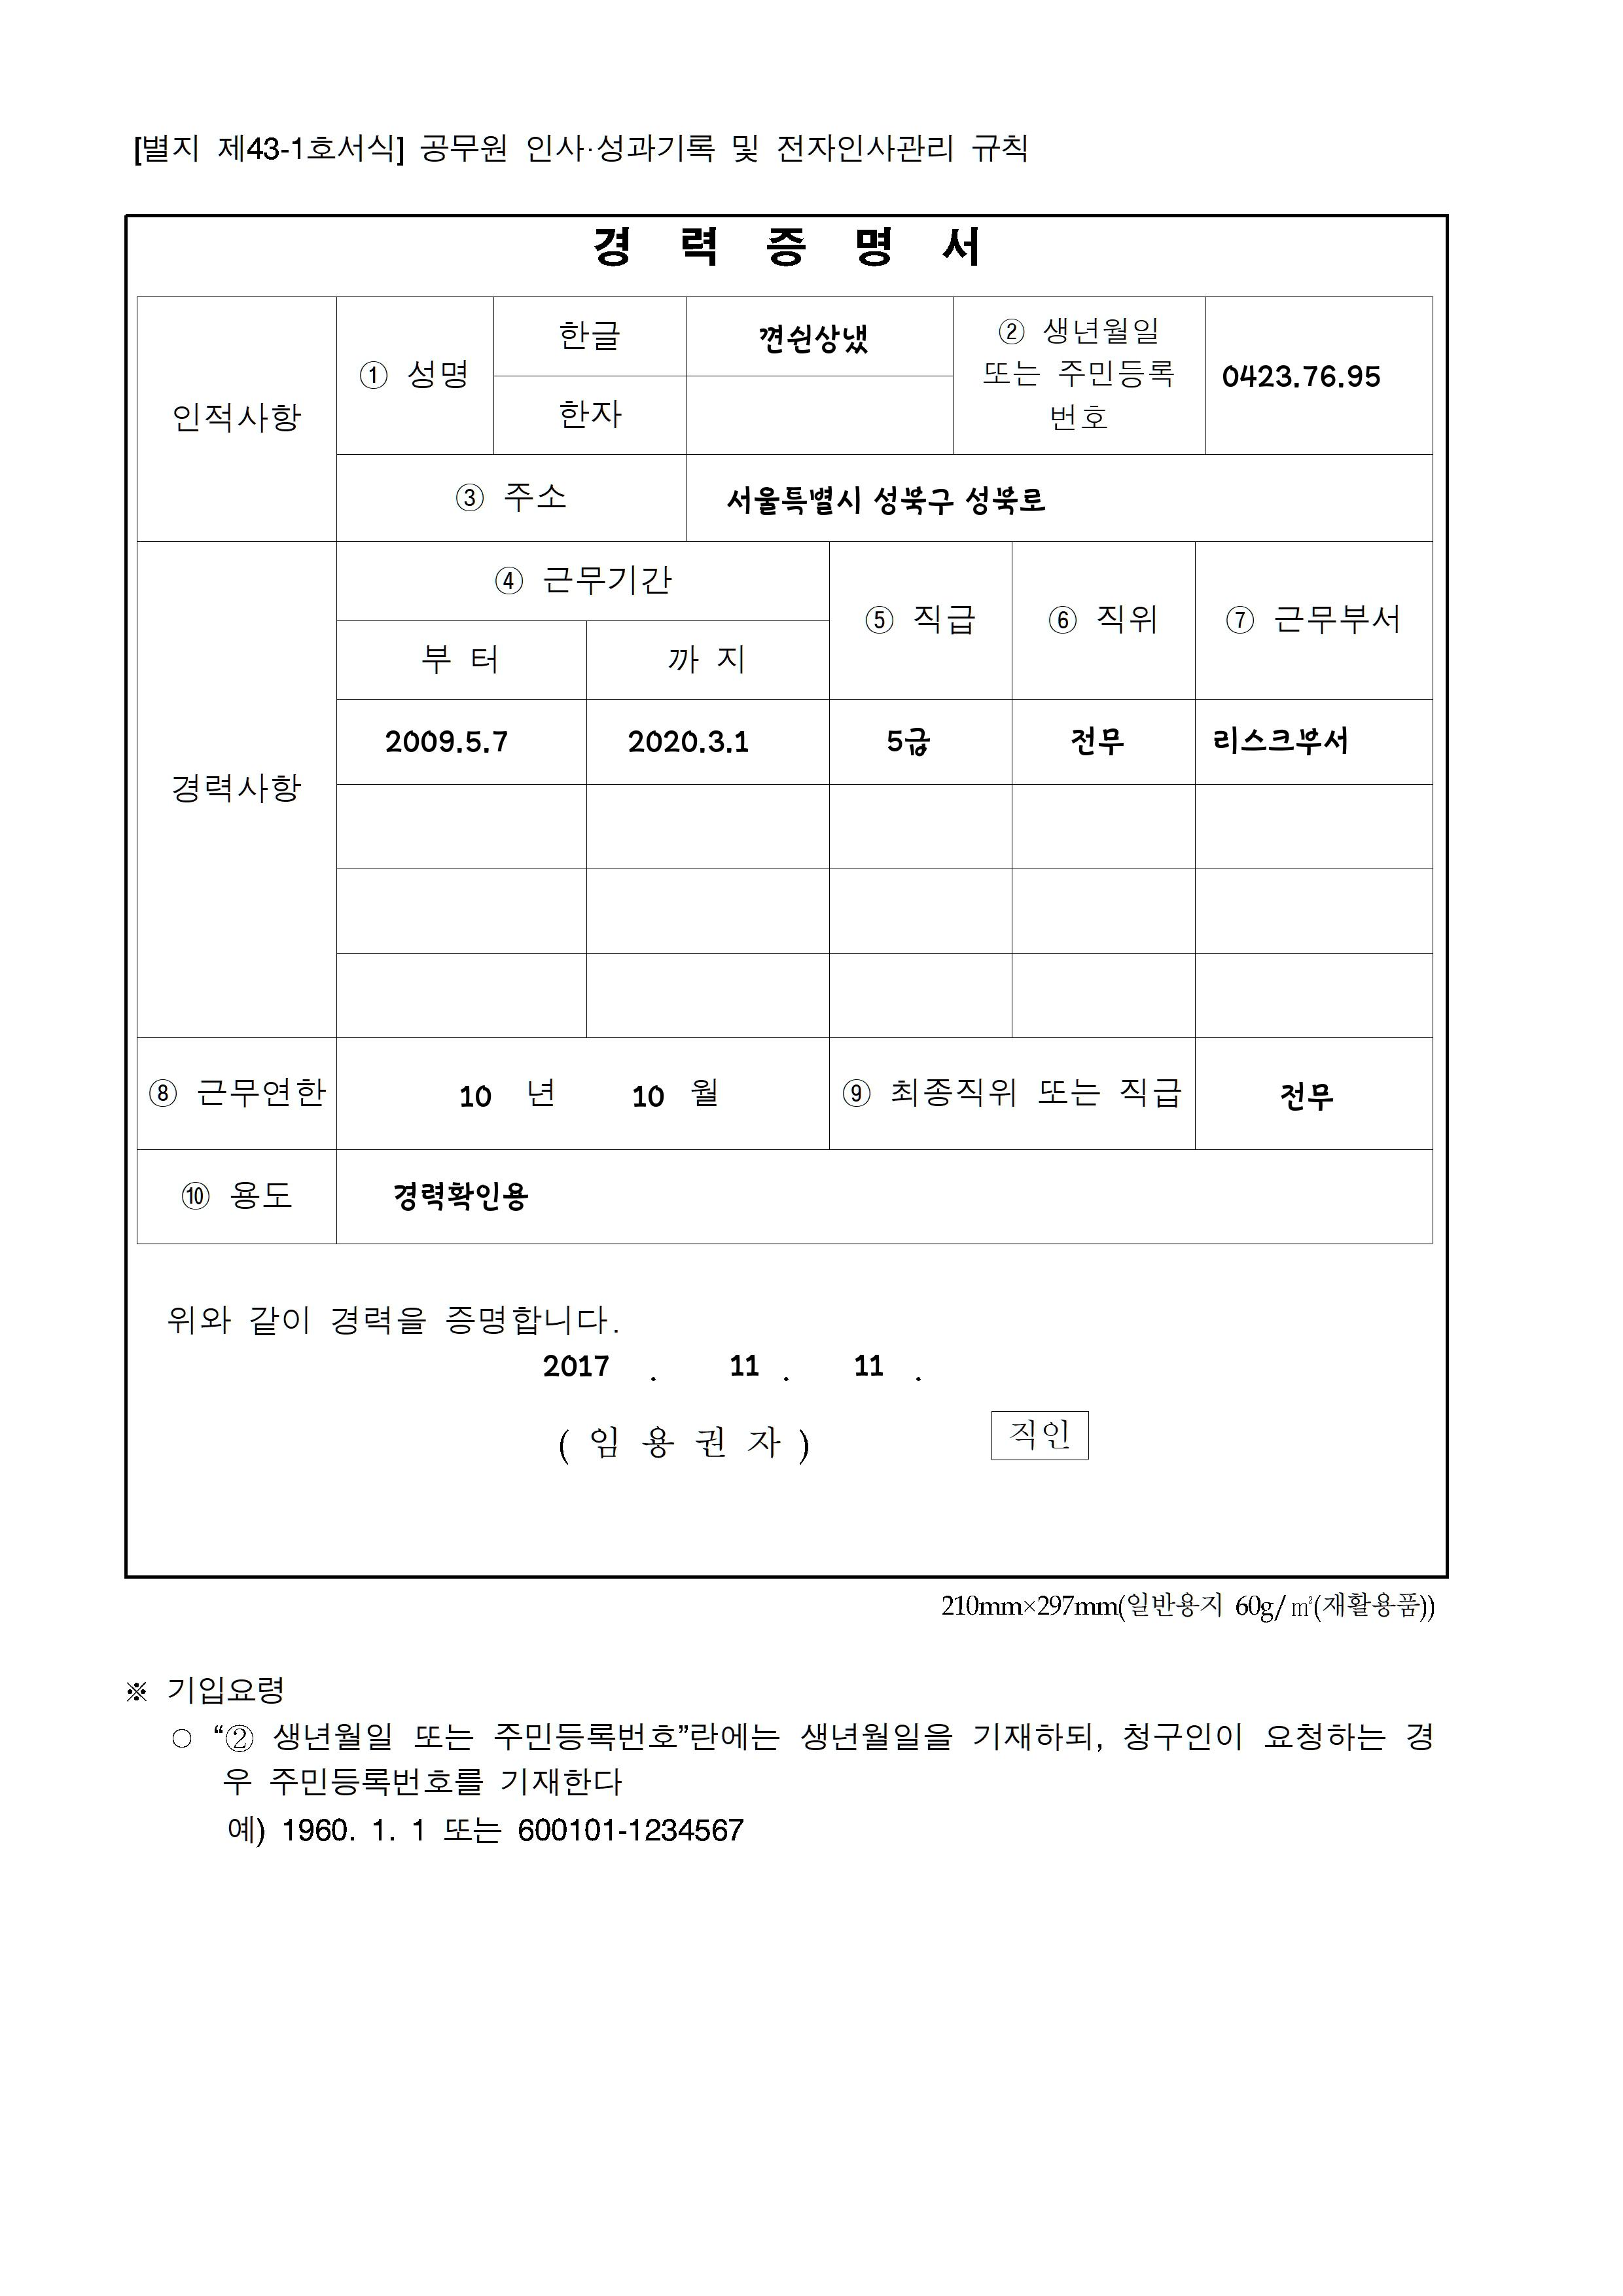 [별지 제43-1호서식] 공무원 인사·성과기록 및 전자인사관리 규칙
경 력 증 명 서
인적사항
① 성명
한글
껸쉰상냈
② 생년월일
또는 주민등록
번호
0423.76.95
한자
③ 주소
서울특별시 성북구 성북로
경력사항
④ 근무기간
⑤ 직급
⑥ 직위
⑦ 근무부서
부 터
까 지
2009.5.7
2020.3.1
5급
전무
리스크부서
⑧ 근무연한
10 년 10 월
⑨ 최종직위 또는 직급
전무
⑩ 용도
경력확인용
위와 같이 경력을 증명합니다.
2017 . 11 . 11 .
( 임 용 권 자 )
직인
210mm×297mm(일반용지 60g/㎡(재활용품))
※ 기입요령
○ “② 생년월일 또는 주민등록번호”란에는 생년월일을 기재하되, 청구인이 요청하는 경
우 주민등록번호를 기재한다
예) 1960. 1. 1 또는 600101-1234567